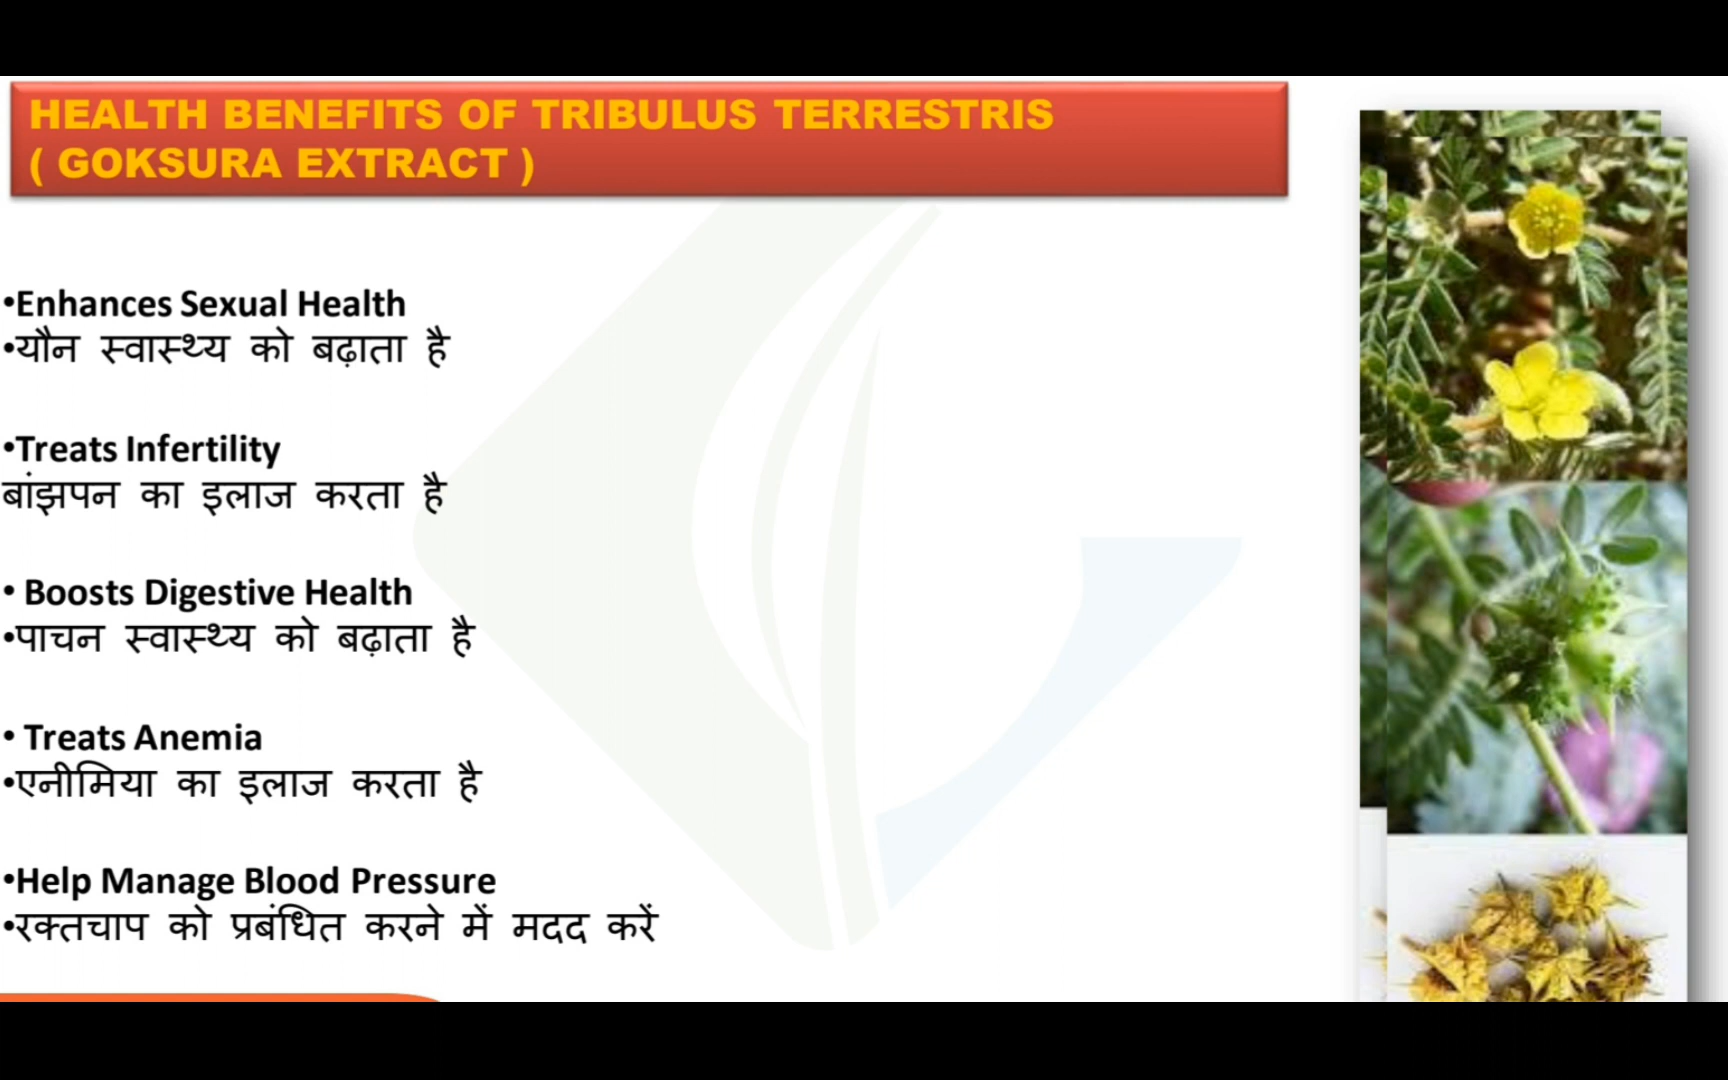 HEALTH BENEFITS OF TRIBULUS TERRESTRIS
( GOKSURA EXTRACT )
•Enhances Sexual Health
•यौन स्वास्थ्य को बढ़ाता है
•Treats Infertility
बांझपन का इलाज करता है
• Boosts Digestive Health
•पाचन स्वास्थ्य को बढ़ाता है
• Treats Anemia
•एनीमिया का इलाज करता है
•Help Manage Blood Pressure
•रक्तचाप को प्रबंधित करने में मदद करें